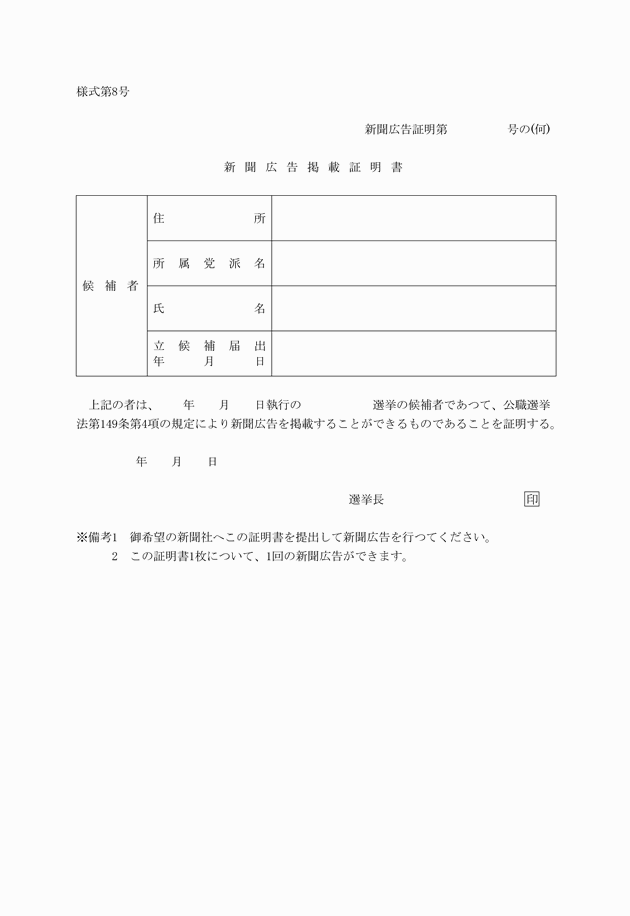 様式第8号
新聞広告証明第　　　　　号の(何)
新聞広告掲載証明書
候補者
住所
所属党派名
氏名
立候補届出
年月日
上記の者は、　　年　　月　　日執行の　　　　　　選挙の候補者であつて、公職選挙
法第149条第4項の規定により新聞広告を掲載することができるものであることを証明する。
年　　月　　日
選挙長　　　　　　　　　　　　印
※備考1　御希望の新聞社へこの証明書を提出して新聞広告を行つてください。
2　この証明書1枚について、1回の新聞広告ができます。